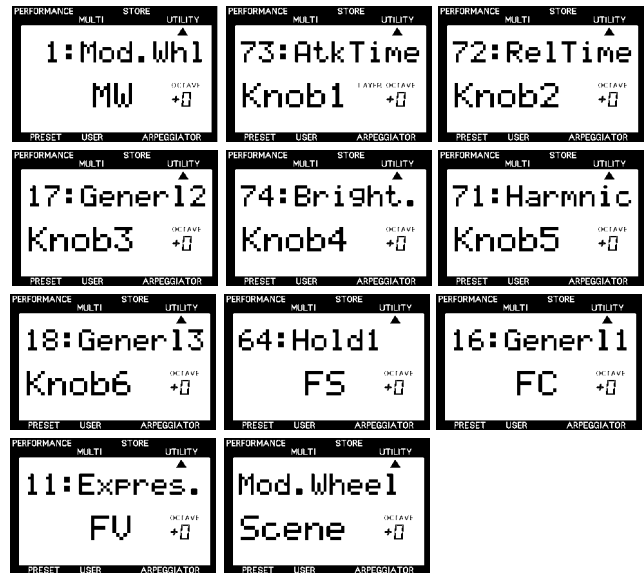 PERFORMANCE MULTI STORE UTILITY
1:Mod.Whl
MW OCTAVE +0
PRESET USER ARPEGGIATOR
PERFORMANCE MULTI STORE UTILITY
73:AtkTime
Knob1 LAYER OCTAVE +0
PRESET USER ARPEGGIATOR
PERFORMANCE MULTI STORE UTILITY
72:RelTime
Knob2 OCTAVE +0
PRESET USER ARPEGGIATOR
PERFORMANCE MULTI STORE UTILITY
17:Generl2
Knob3 OCTAVE +0
PRESET USER ARPEGGIATOR
PERFORMANCE MULTI STORE UTILITY
74:Bright.
Knob4 OCTAVE +0
PRESET USER ARPEGGIATOR
PERFORMANCE MULTI STORE UTILITY
71:Harmnic
Knob5 OCTAVE +0
PRESET USER ARPEGGIATOR
PERFORMANCE MULTI STORE UTILITY
18:Generl3
Knob6 OCTAVE +0
PRESET USER ARPEGGIATOR
PERFORMANCE MULTI STORE UTILITY
64:Hold1
FS OCTAVE +0
PRESET USER ARPEGGIATOR
PERFORMANCE MULTI STORE UTILITY
16:Generl1
FC OCTAVE +0
PRESET USER ARPEGGIATOR
PERFORMANCE MULTI STORE UTILITY
11:Expres.
FV OCTAVE +0
PRESET USER ARPEGGIATOR
PERFORMANCE MULTI STORE UTILITY
Mod.Wheel
Scene OCTAVE +0
PRESET USER ARPEGGIATOR